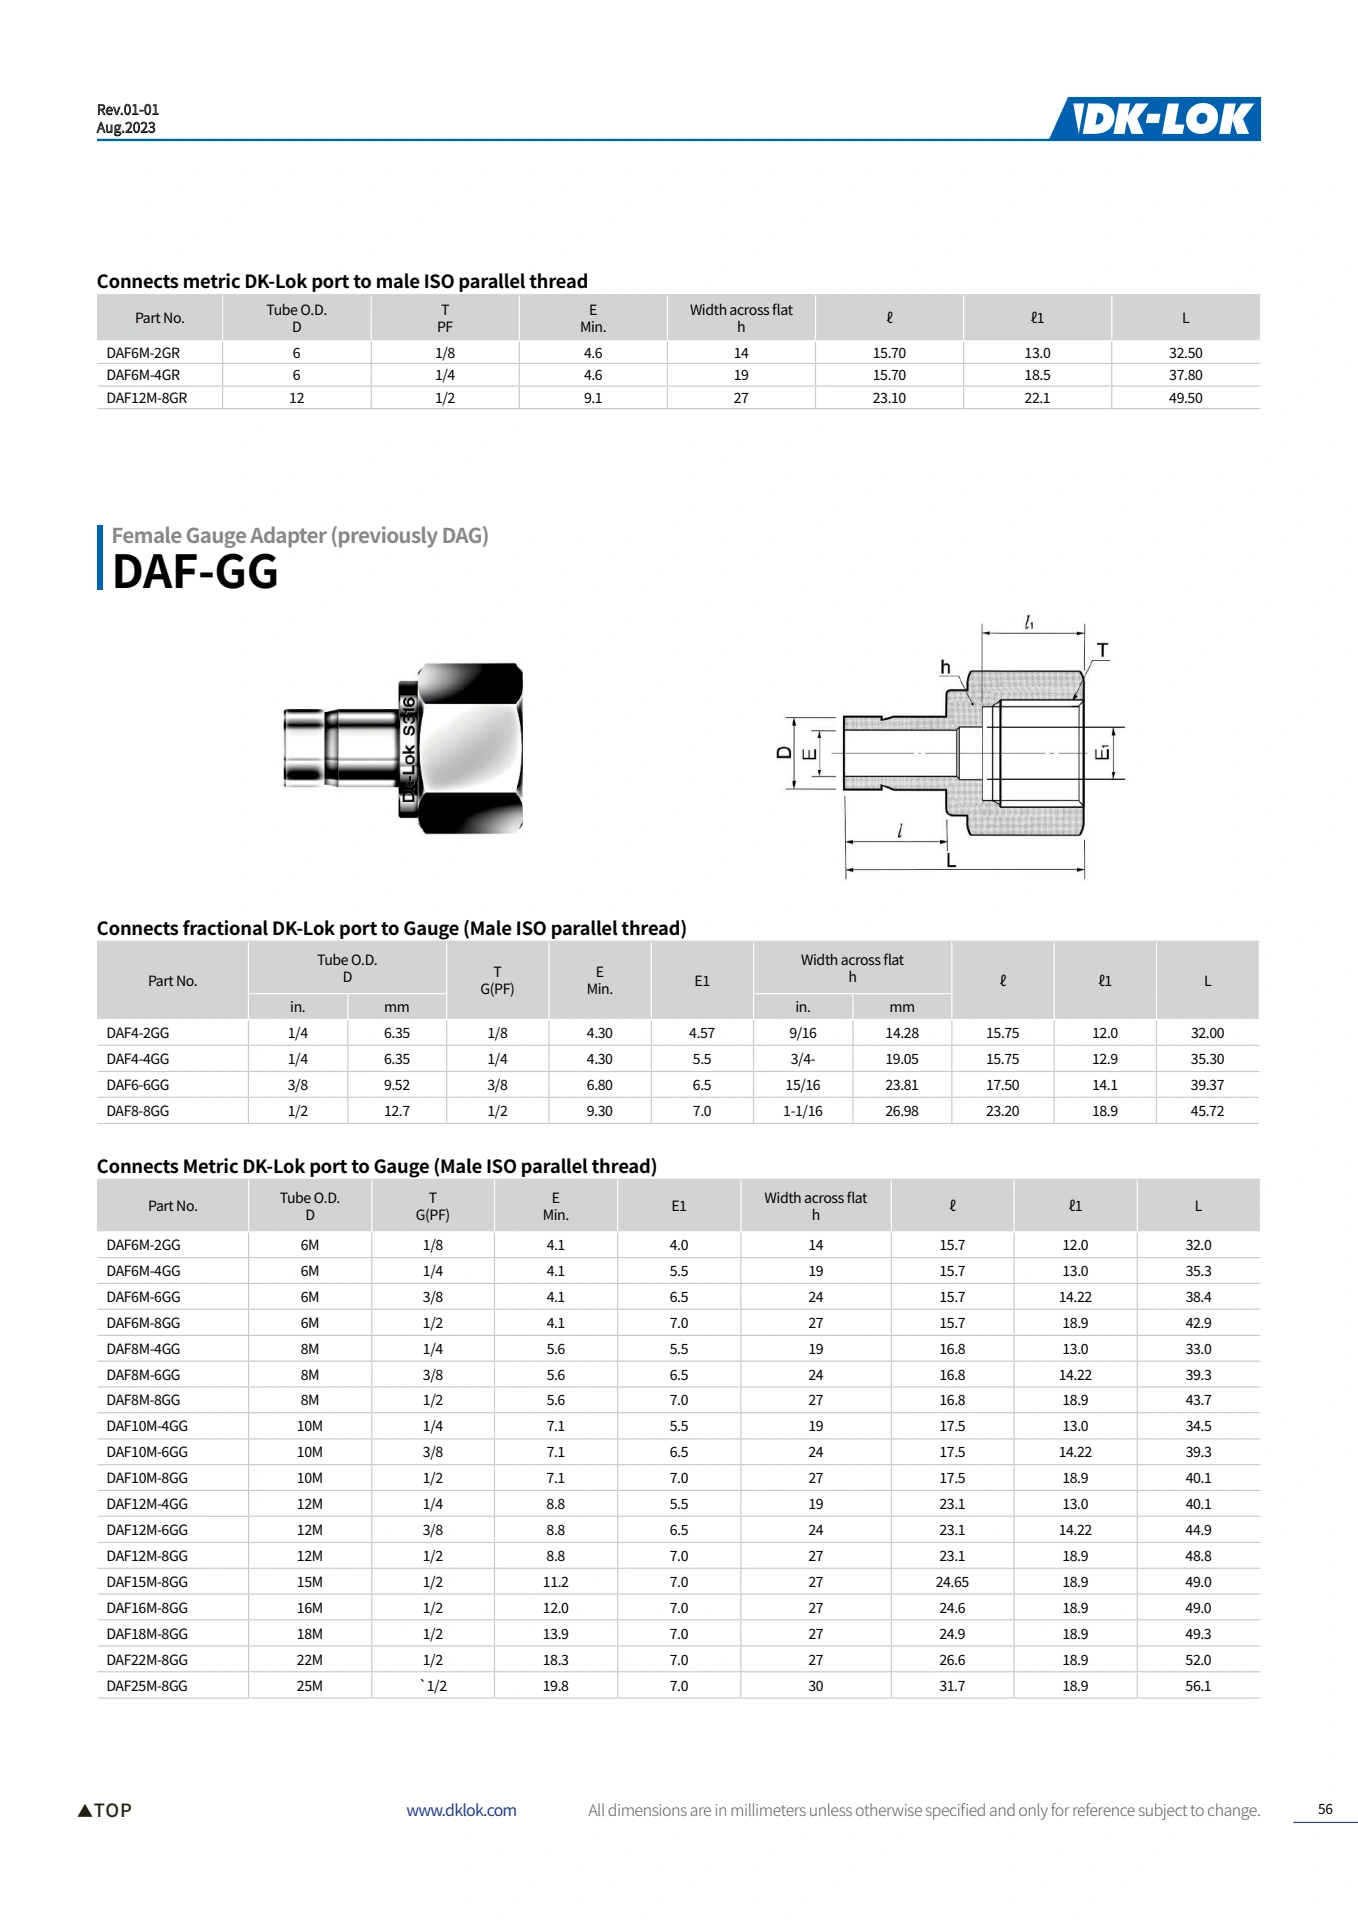 Rev.01-01
Aug.2023
DK-LOK
Connects metric DK-Lok port to male ISO parallel thread
Part No. Tube O.D. D T PF E Min. Width across flat h ℓ ℓ1 L
DAF6M-2GR 6 1/8 4.6 14 15.70 13.0 32.50
DAF6M-4GR 6 1/4 4.6 19 15.70 18.5 37.80
DAF12M-8GR 12 1/2 9.1 27 23.10 22.1 49.50
Female Gauge Adapter (previously DAG)
DAF-GG
DK-Lok S316
l1
T
h
D
E
E1
l
L
Connects fractional DK-Lok port to Gauge (Male ISO parallel thread)
Part No. Tube O.D. D T G(PF) E Min. E1 Width across flat h ℓ ℓ1 L
in. mm in. mm
DAF4-2GG 1/4 6.35 1/8 4.30 4.57 9/16 14.28 15.75 12.0 32.00
DAF4-4GG 1/4 6.35 1/4 4.30 5.5 3/4- 19.05 15.75 12.9 35.30
DAF6-6GG 3/8 9.52 3/8 6.80 6.5 15/16 23.81 17.50 14.1 39.37
DAF8-8GG 1/2 12.7 1/2 9.30 7.0 1-1/16 26.98 23.20 18.9 45.72
Connects Metric DK-Lok port to Gauge (Male ISO parallel thread)
Part No. Tube O.D. D T G(PF) E Min. E1 Width across flat h ℓ ℓ1 L
DAF6M-2GG 6M 1/8 4.1 4.0 14 15.7 12.0 32.0
DAF6M-4GG 6M 1/4 4.1 5.5 19 15.7 13.0 35.3
DAF6M-6GG 6M 3/8 4.1 6.5 24 15.7 14.22 38.4
DAF6M-8GG 6M 1/2 4.1 7.0 27 15.7 18.9 42.9
DAF8M-4GG 8M 1/4 5.6 5.5 19 16.8 13.0 33.0
DAF8M-6GG 8M 3/8 5.6 6.5 24 16.8 14.22 39.3
DAF8M-8GG 8M 1/2 5.6 7.0 27 16.8 18.9 43.7
DAF10M-4GG 10M 1/4 7.1 5.5 19 17.5 13.0 34.5
DAF10M-6GG 10M 3/8 7.1 6.5 24 17.5 14.22 39.3
DAF10M-8GG 10M 1/2 7.1 7.0 27 17.5 18.9 40.1
DAF12M-4GG 12M 1/4 8.8 5.5 19 23.1 13.0 40.1
DAF12M-6GG 12M 3/8 8.8 6.5 24 23.1 14.22 44.9
DAF12M-8GG 12M 1/2 8.8 7.0 27 23.1 18.9 48.8
DAF15M-8GG 15M 1/2 11.2 7.0 27 24.65 18.9 49.0
DAF16M-8GG 16M 1/2 12.0 7.0 27 24.6 18.9 49.0
DAF18M-8GG 18M 1/2 13.9 7.0 27 24.9 18.9 49.3
DAF22M-8GG 22M 1/2 18.3 7.0 27 26.6 18.9 52.0
DAF25M-8GG 25M `1/2 19.8 7.0 30 31.7 18.9 56.1
▲TOP www.dklok.com All dimensions are in millimeters unless otherwise specified and only for reference subject to change. 56